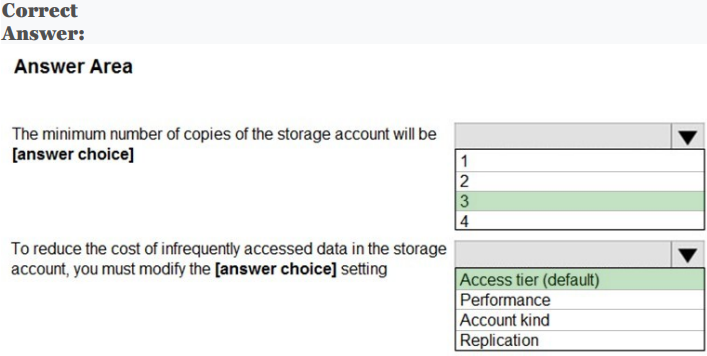 Correct
Answer:
Answer Area
The minimum number of copies of the storage account will be
[answer choice]
1
2
3
4
To reduce the cost of infrequently accessed data in the storage
account, you must modify the [answer choice] setting
Access tier (default)
Performance
Account kind
Replication